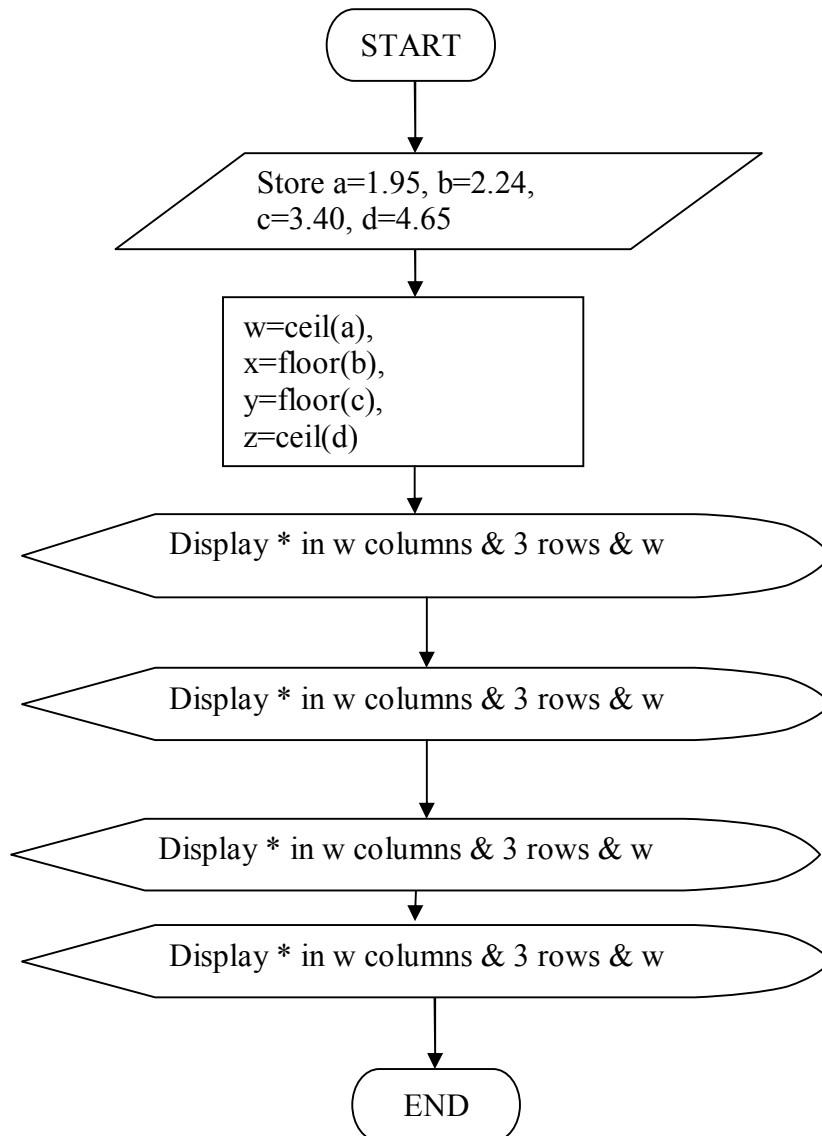 START
Store a=1.95, b=2.24,
c=3.40, d=4.65
w=ceil(a),
x=floor(b),
y=floor(c),
z=ceil(d)
Display * in w columns & 3 rows & w
Display * in w columns & 3 rows & w
Display * in w columns & 3 rows & w
Display * in w columns & 3 rows & w
END